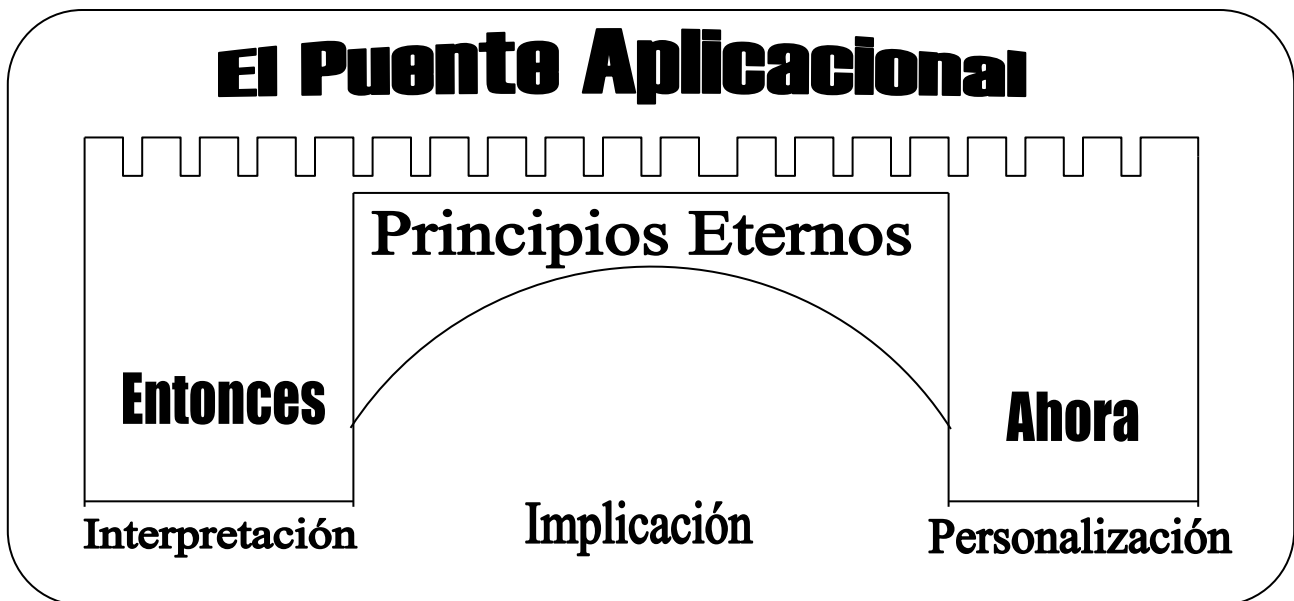 El Puente Aplicacional
Principios Eternos
Entonces
Ahora
Interpretación
Implicación
Personalización